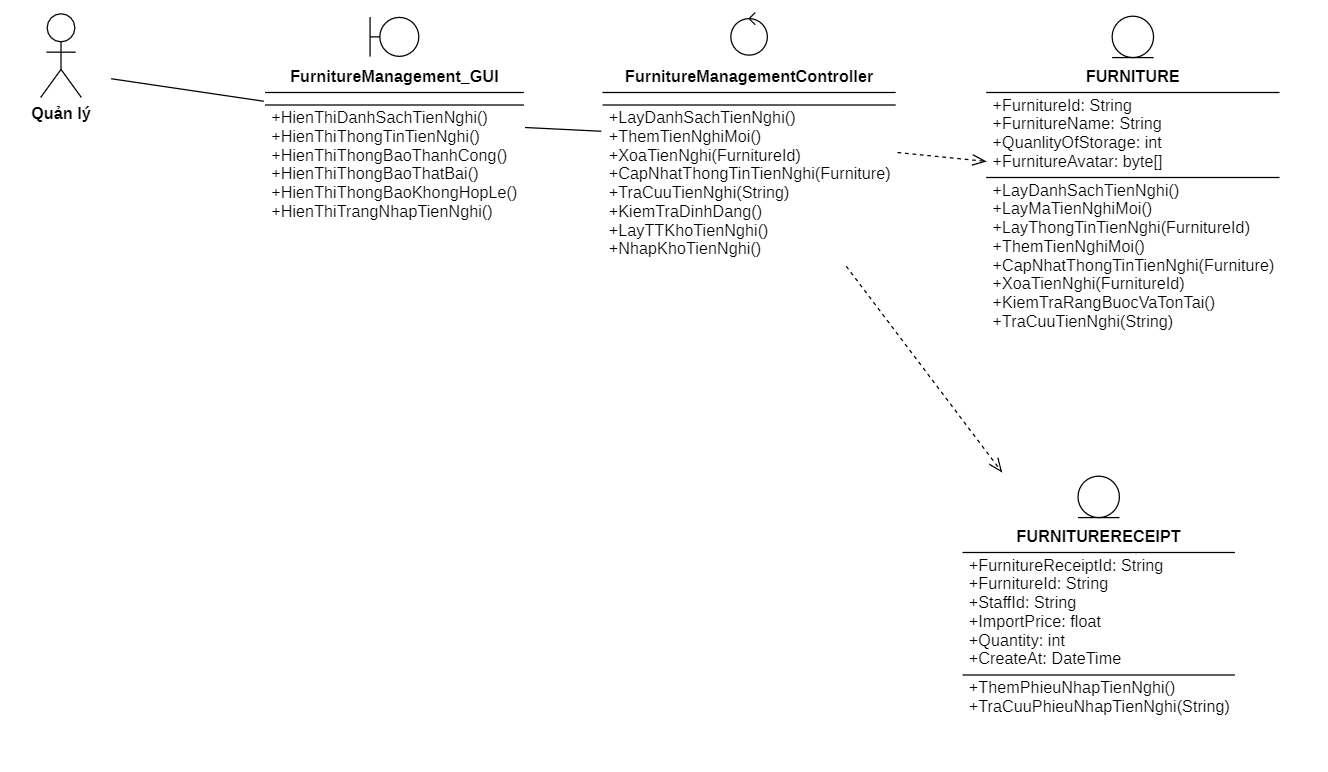 Quản lý
FurnitureManagement_GUI
+HienThiDanhSachTienNghi()
+HienThiThongTinTienNghi()
+HienThiThongBaoThanhCong()
+HienThiThongBaoThatBai()
+HienThiThongBaoKhongHopLe()
+HienThiTrangNhapTienNghi()
FurnitureManagementController
+LayDanhSachTienNghi()
+ThemTienNghiMoi()
+XoaTienNghi(FurnitureId)
+CapNhatThongTinTienNghi(Furniture)
+TraCuuTienNghi(String)
+KiemTraDinhDang()
+LayTTKhoTienNghi()
+NhapKhoTienNghi()
FURNITURE
+FurnitureId: String
+FurnitureName: String
+QuanlityOfStorage: int
+FurnitureAvatar: byte[]
+LayDanhSachTienNghi()
+LayMaTienNghiMoi()
+LayThongTinTienNghi(FurnitureId)
+ThemTienNghiMoi()
+CapNhatThongTinTienNghi(Furniture)
+XoaTienNghi(FurnitureId)
+KiemTraRangBuocVaTonTai()
+TraCuuTienNghi(String)
FURNITURERECEIPT
+FurnitureReceiptId: String
+FurnitureId: String
+StaffId: String
+ImportPrice: float
+Quantity: int
+CreateAt: DateTime
+ThemPhieuNhapTienNghi()
+TraCuuPhieuNhapTienNghi(String)